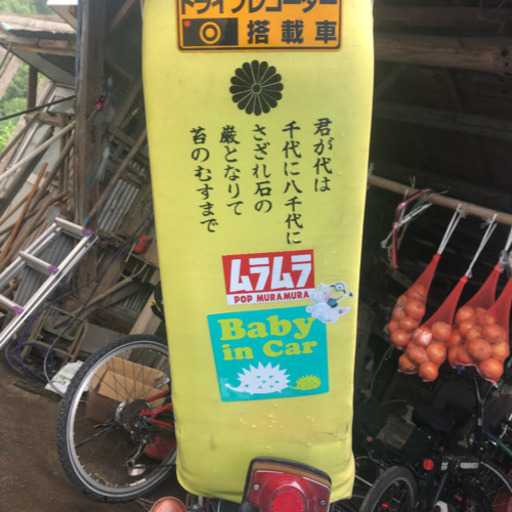 ドライブレコーダー
搭載車
君が代は
千代に八千代に
さざれ石の
巌となりて
苔のむすまで
ムラムラ
POP MURAMURA
Baby
in Car